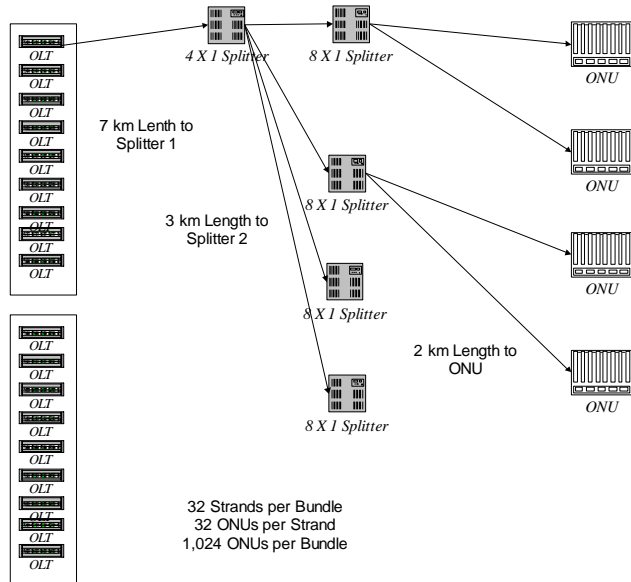 OLT
OLT
OLT
OLT
OLT
OLT
OLT
OLT
OLT
4 X 1 Splitter
8 X 1 Splitter
ONU
7 km Lenth to
Splitter 1
ONU
8 X 1 Splitter
3 km Length to
Splitter 2
ONU
8 X 1 Splitter
2 km Length to
ONU
ONU
8 X 1 Splitter
OLT
OLT
OLT
OLT
OLT
OLT
OLT
OLT
OLT
32 Strands per Bundle
32 ONUs per Strand
1,024 ONUs per Bundle